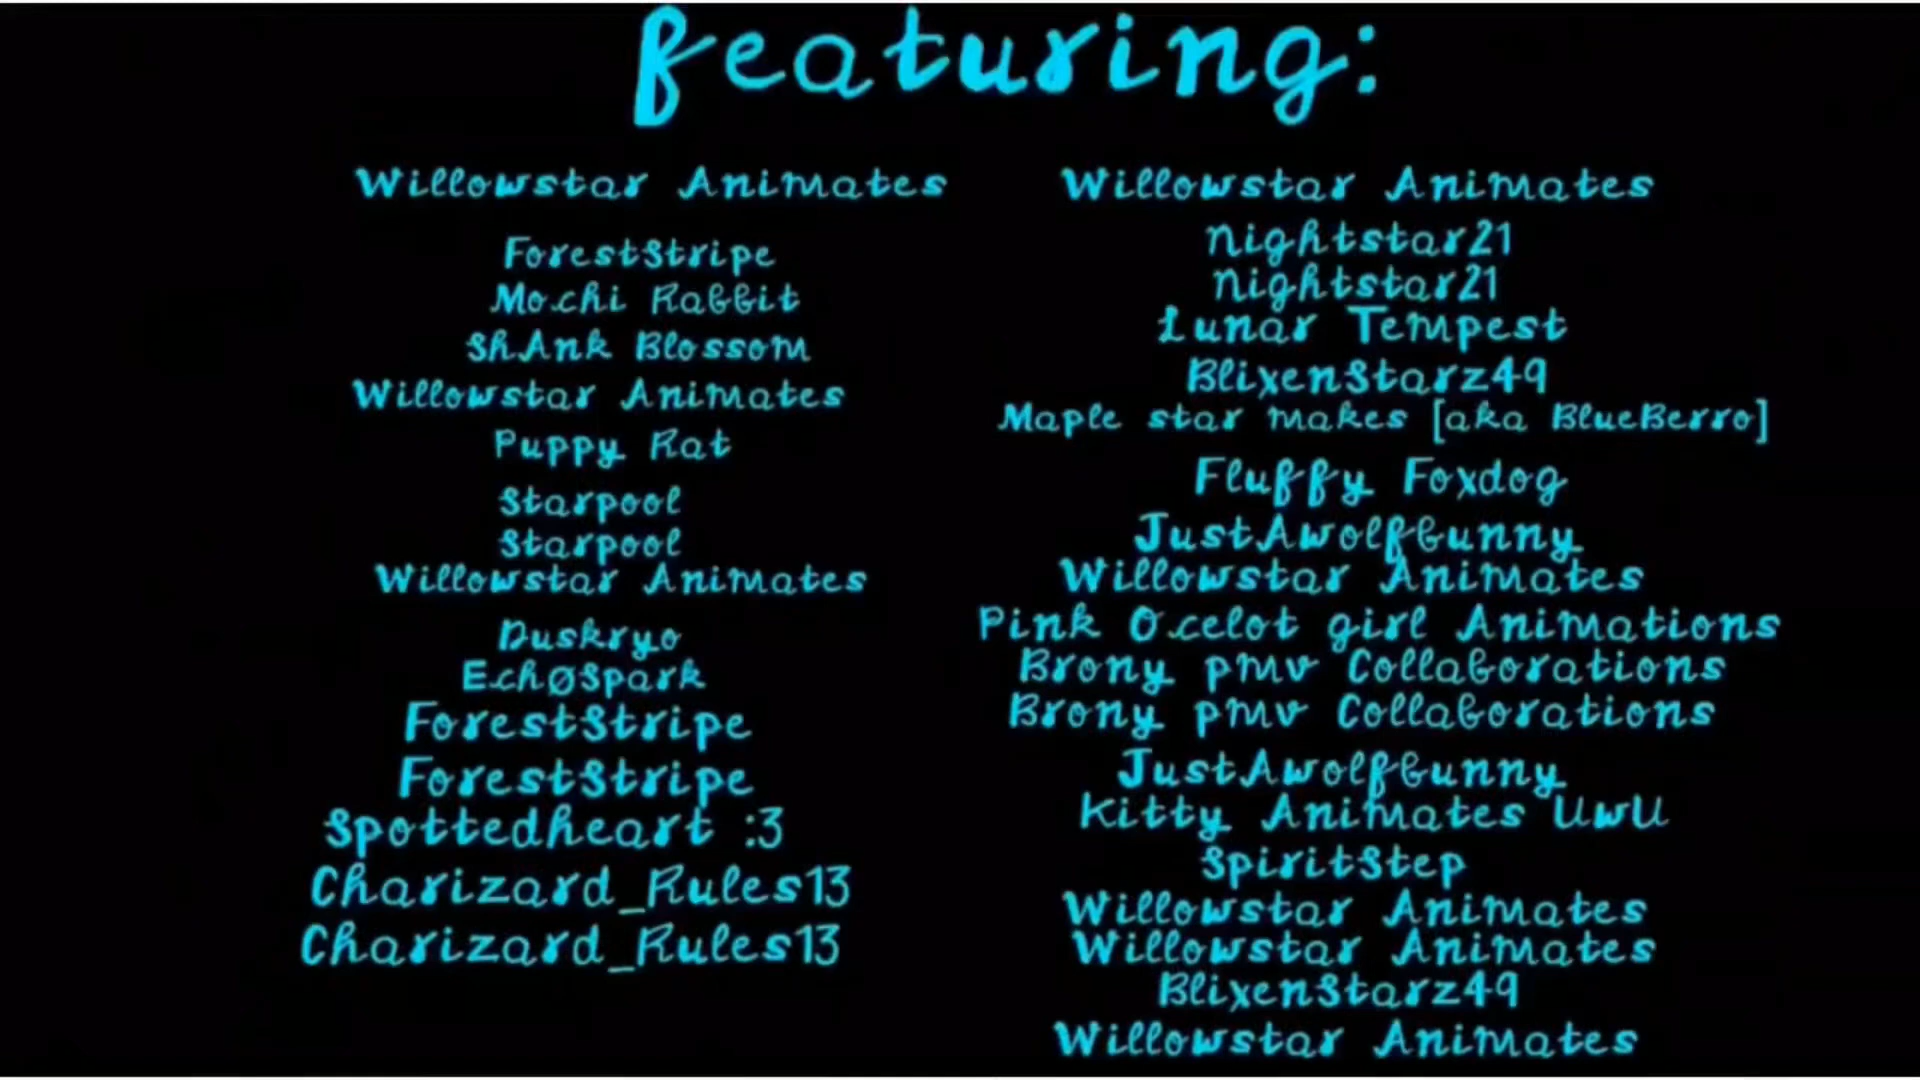 featuring:
Willowstar Animates
ForestStripe
Mochi Rabbit
ShAnk Blossom
Willowstar Animates
Puppy Rat
Starpool
Starpool
Willowstar Animates
Duskryo
EchØSpark
ForestStripe
ForestStripe
Spottedheart :3
Charizard_Rules13
Charizard_Rules13
Willowstar Animates
Nightstar21
Nightstar21
Lunar Tempest
BlixenStarz49
Maple star makes [aka BlueBerro]
Fluffy Foxdog
JustAwolfbunny
Willowstar Animates
Pink Ocelot girl Animations
Brony pmv Collaborations
Brony pmv Collaborations
JustAwolfbunny
Kitty Animates UwU
SpiritStep
Willowstar Animates
Willowstar Animates
BlixenStarz49
Willowstar Animates